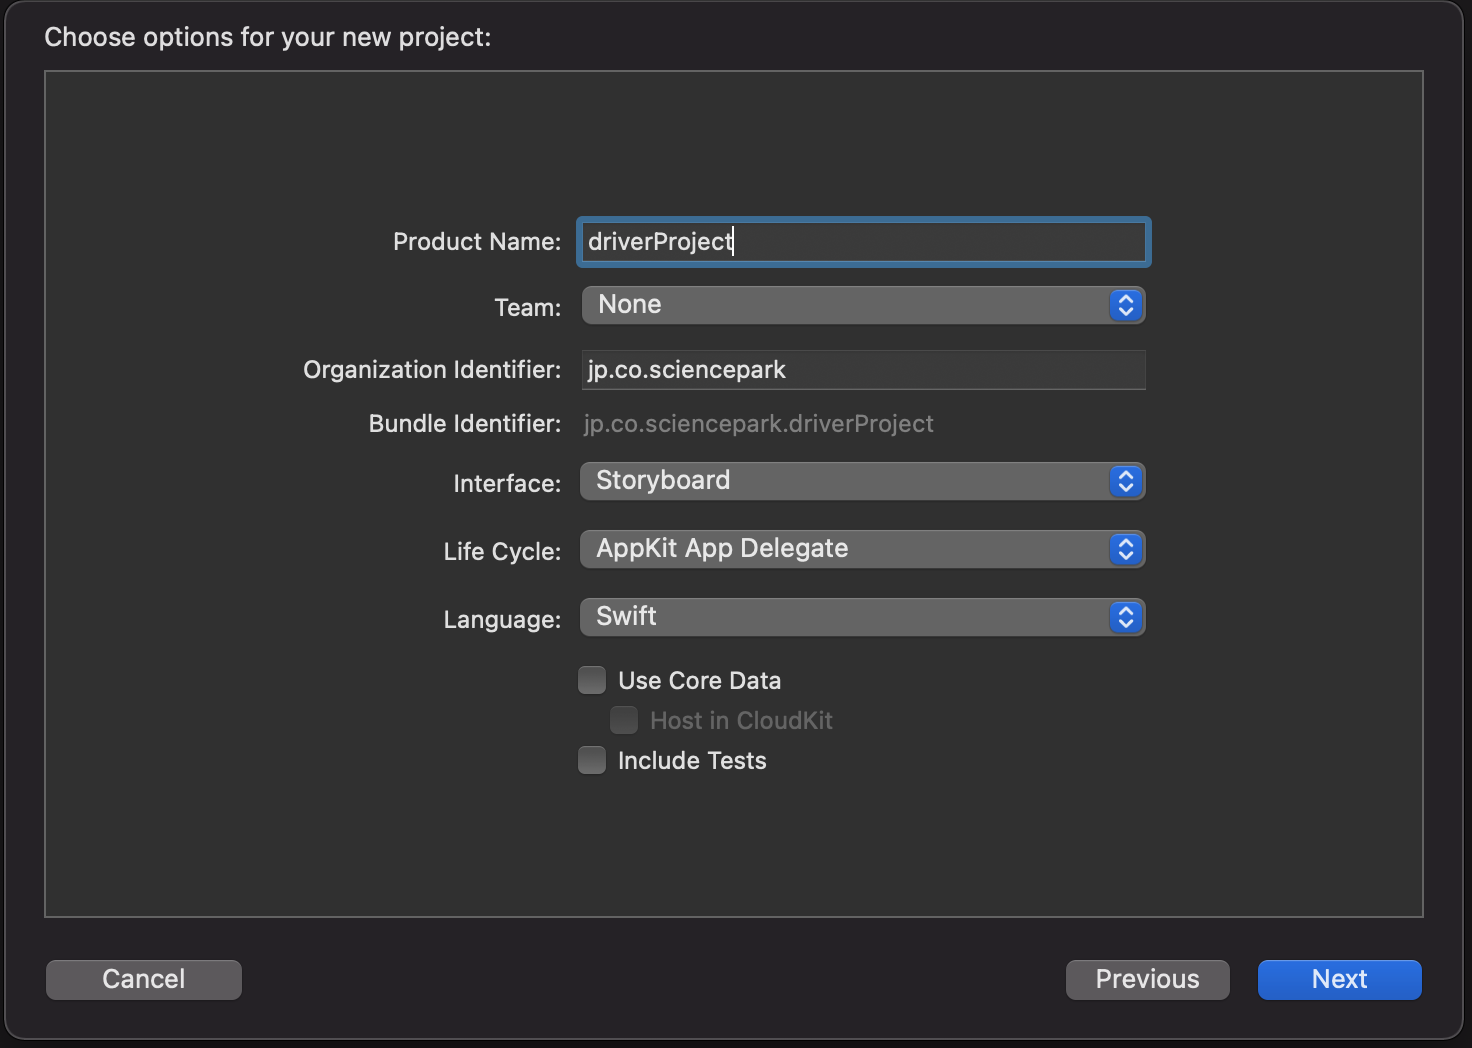 Choose options for your new project:
Product Name: driverProject
Team: None
Organization Identifier: jp.co.sciencepark
Bundle Identifier: jp.co.sciencepark.driverProject
Interface: Storyboard
Life Cycle: AppKit App Delegate
Language: Swift
Use Core Data
Host in CloudKit
Include Tests
Cancel Previous Next